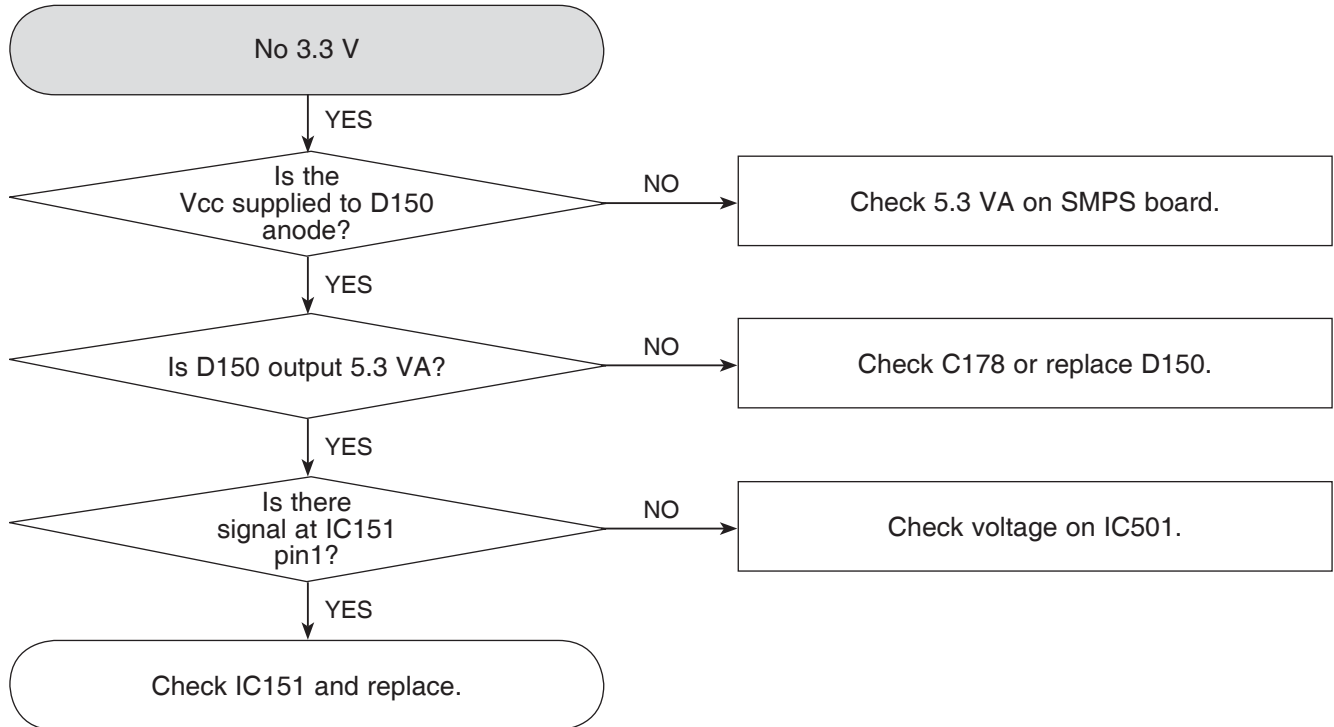 No 3.3 V
YES
Is the
Vcc supplied to D150
anode?
NO
Check 5.3 VA on SMPS board.
YES
Is D150 output 5.3 VA?
NO
Check C178 or replace D150.
YES
Is there
signal at IC151
pin1?
NO
Check voltage on IC501.
YES
Check IC151 and replace.